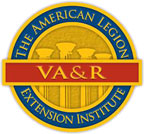 THE AMERICAN LEGION
VA&R
EXTENSION INSTITUTE